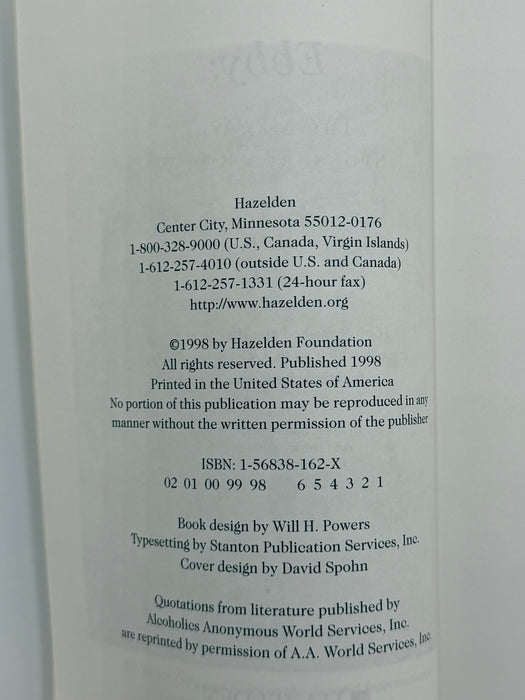 Hazelden
Center City, Minnesota 55012-0176
1-800-328-9000 (U.S., Canada, Virgin Islands)
1-612-257-4010 (outside U.S. and Canada)
1-612-257-1331 (24-hour fax)
http://www.hazelden.org
©1998 by Hazelden Foundation
All rights reserved. Published 1998
Printed in the United States of America
No portion of this publication may be reproduced in any
manner without the written permission of the publisher
ISBN: 1-56838-162-X
02 01 00 99 98 6 5 4 3 2 1
Book design by Will H. Powers
Typesetting by Stanton Publication Services, Inc.
Cover design by David Spohn
Quotations from literature published by
Alcoholics Anonymous World Services, Inc.
are reprinted by permission of A.A. World Services, Inc.